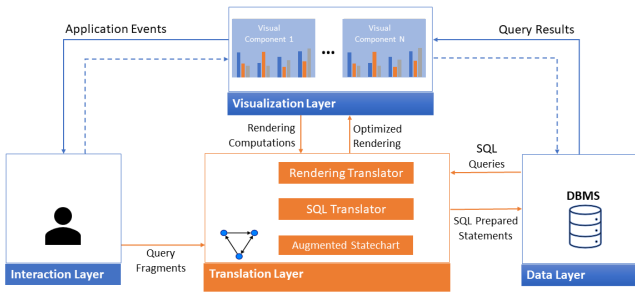 Application Events
Visual
Component 1
...
Visual
Component N
Query Results
Visualization Layer
Rendering
Computations
Optimized
Rendering
SQL
Queries
Rendering Translator
SQL Translator
Augmented Statechart
DBMS
SQL Prepared
Statements
Query
Fragments
Interaction Layer
Translation Layer
Data Layer